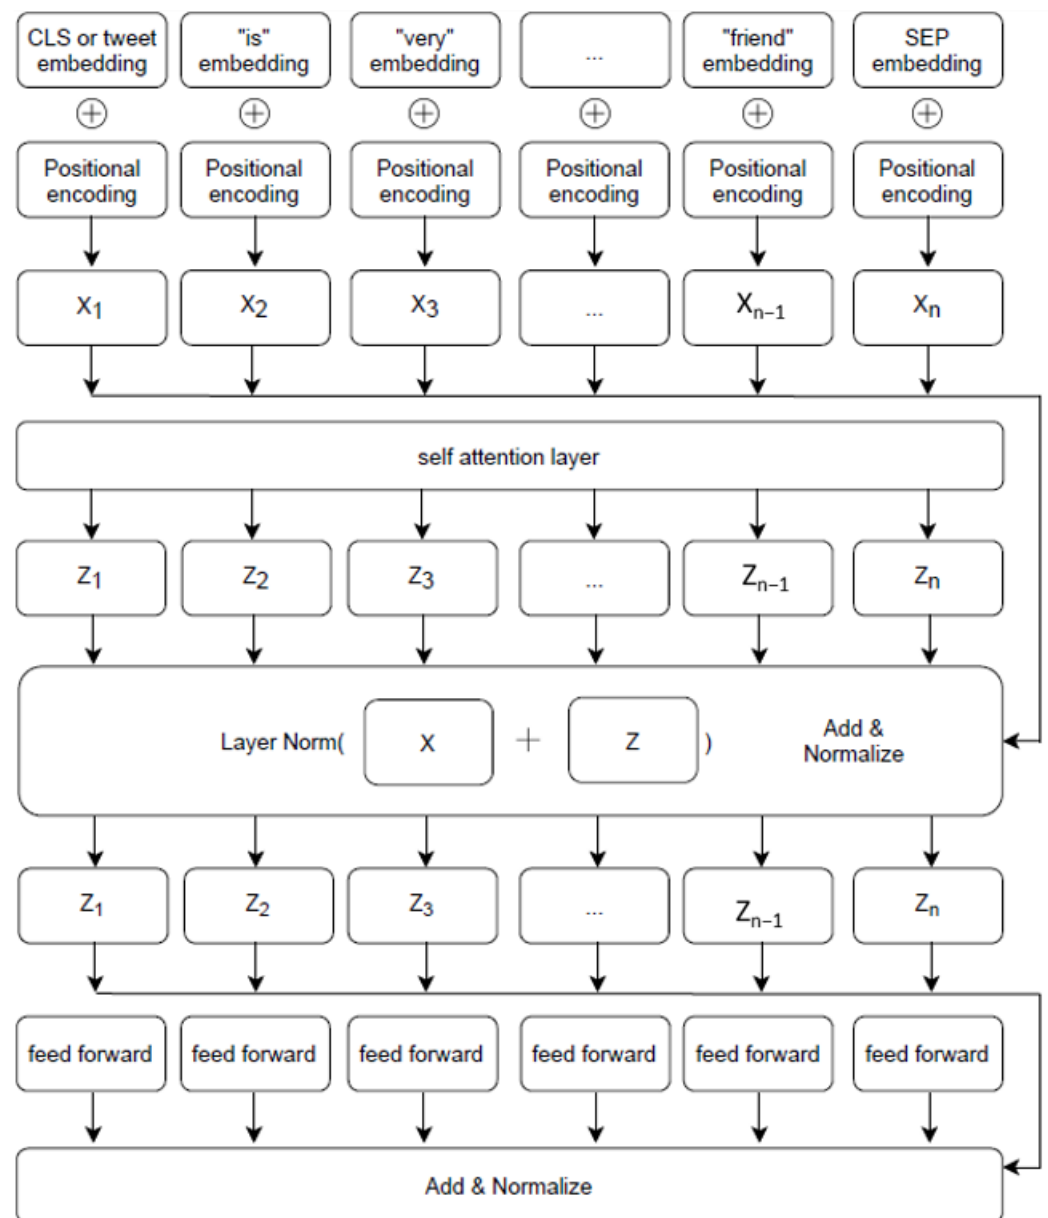 CLS or tweet
embedding
"is"
embedding
"very"
embedding
...
"friend"
embedding
SEP
embedding
+ + + + + +
Positional
encoding
Positional
encoding
Positional
encoding
Positional
encoding
Positional
encoding
Positional
encoding
X₁ X₂ X₃ ... Xₙ₋₁ Xₙ
self attention layer
Z₁ Z₂ Z₃ ... Zₙ₋₁ Zₙ
Layer Norm( X + Z )
Add &
Normalize
Z₁ Z₂ Z₃ ... Zₙ₋₁ Zₙ
feed forward feed forward feed forward feed forward feed forward feed forward
Add & Normalize